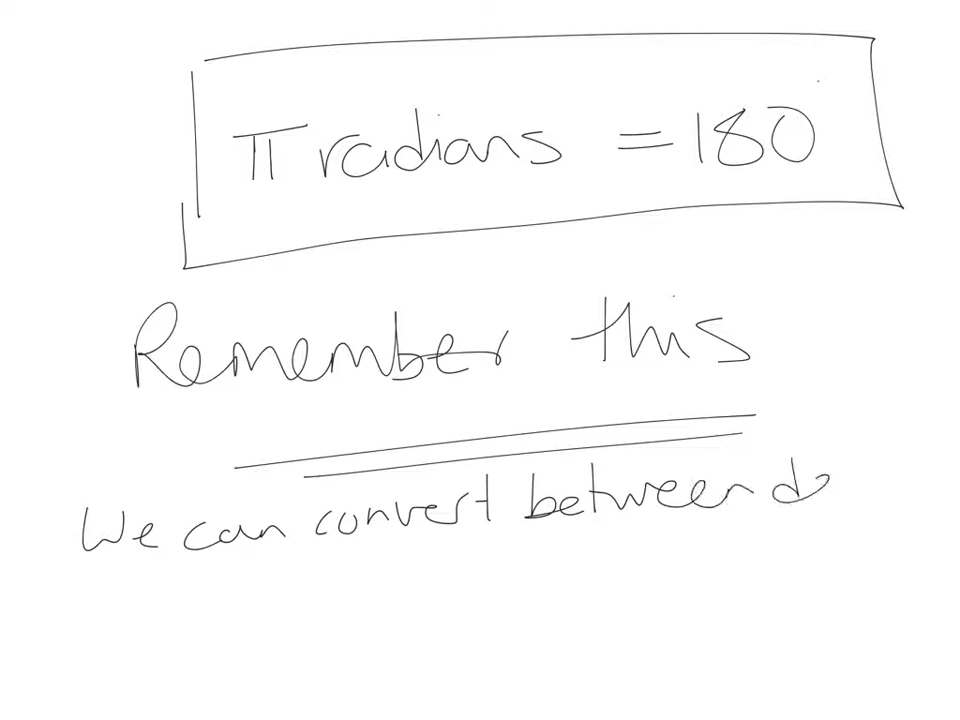 π radians = 180
Remember this
We can convert between d